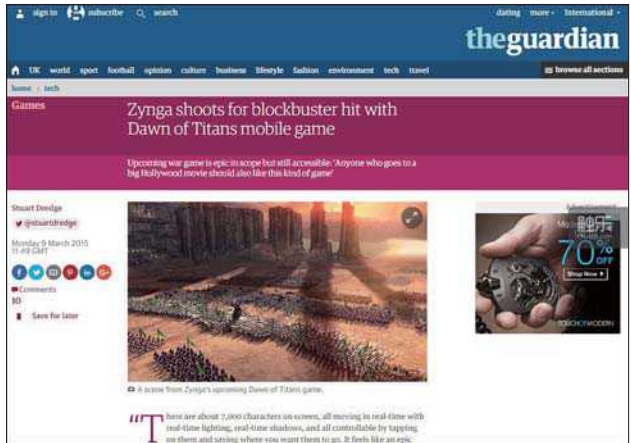 sign in subscribe search dating more International
theguardian
UK world sport football opinion culture business lifestyle fashion environment tech travel browse all sections
home tech
Games
Zynga shoots for blockbuster hit with
Dawn of Titans mobile game
Upcoming war game is epic in scope but still accessible: 'Anyone who goes to a
big Hollywood movie should also like this kind of game'
Stuart Dredge
@stuartdredge
Monday 9 March 2015
11.49 GMT
Comments
10
Save for later
A scene from Zynga's upcoming Dawn of Titans game.
"There are about 7,000 characters on screen, all moving in real-time with
real-time lighting, real-time shadows, and all controllable by tapping
on them and saying where you want them to go. It feels like an epic
Advertisement
触乐
70% OFF
Shop Now
TOUCHOFMODERN